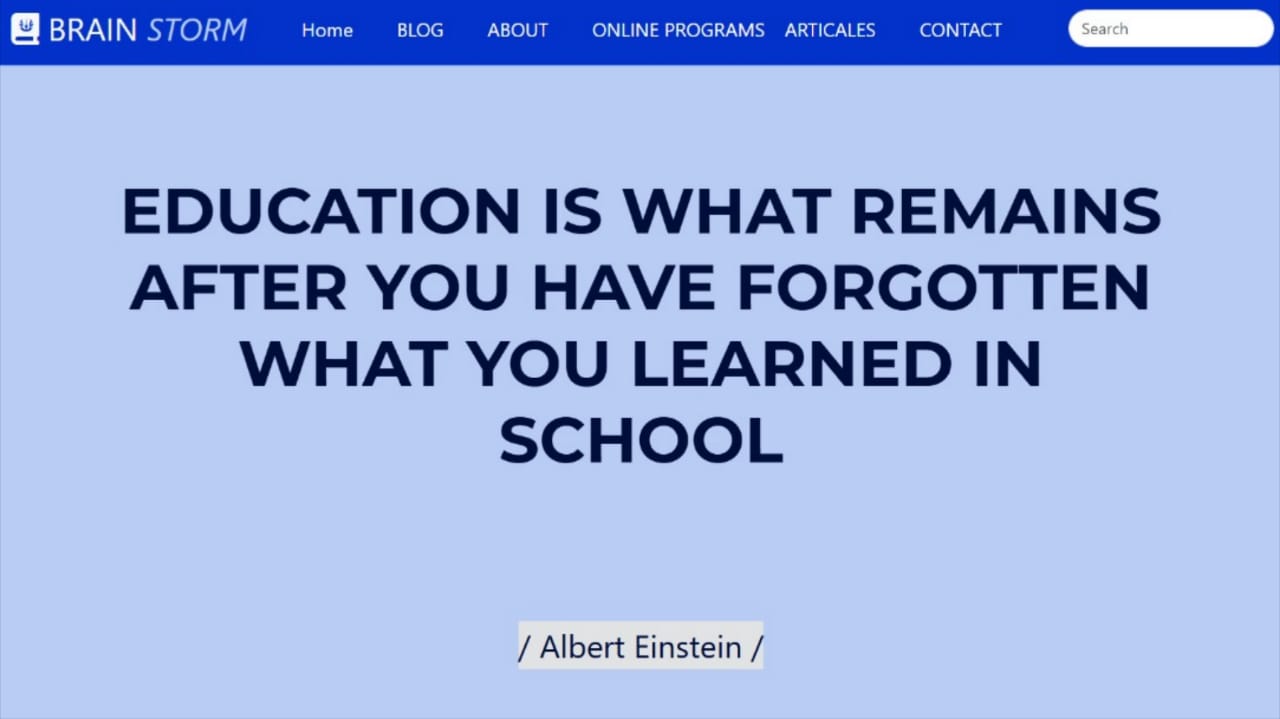 BRAIN STORM Home BLOG ABOUT ONLINE PROGRAMS ARTICALES CONTACT Search
EDUCATION IS WHAT REMAINS
AFTER YOU HAVE FORGOTTEN
WHAT YOU LEARNED IN
SCHOOL
/ Albert Einstein /